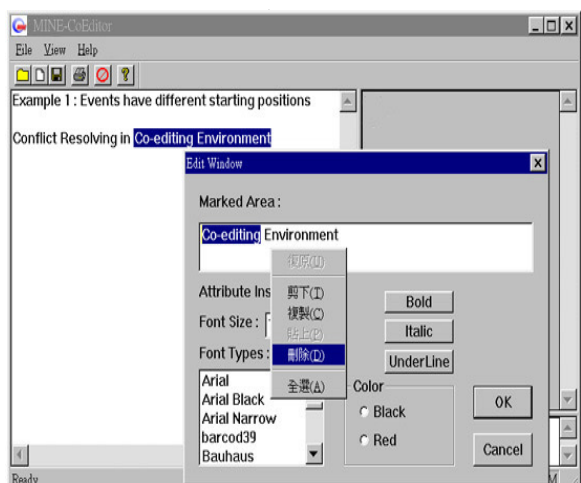 MINE-CoEditor
File View Help
Example 1 : Events have different starting positions
Conflict Resolving in Co-editing Environment
Edit Window
Marked Area :
Co-editing Environment
復原(U)
剪下(T)
複製(C)
貼上(P)
刪除(D)
全選(A)
Attribute Ins
Font Size :
Font Types :
Arial
Arial Black
Arial Narrow
barcod39
Bauhaus
Bold
Italic
UnderLine
Color
Black
Red
OK
Cancel
Ready